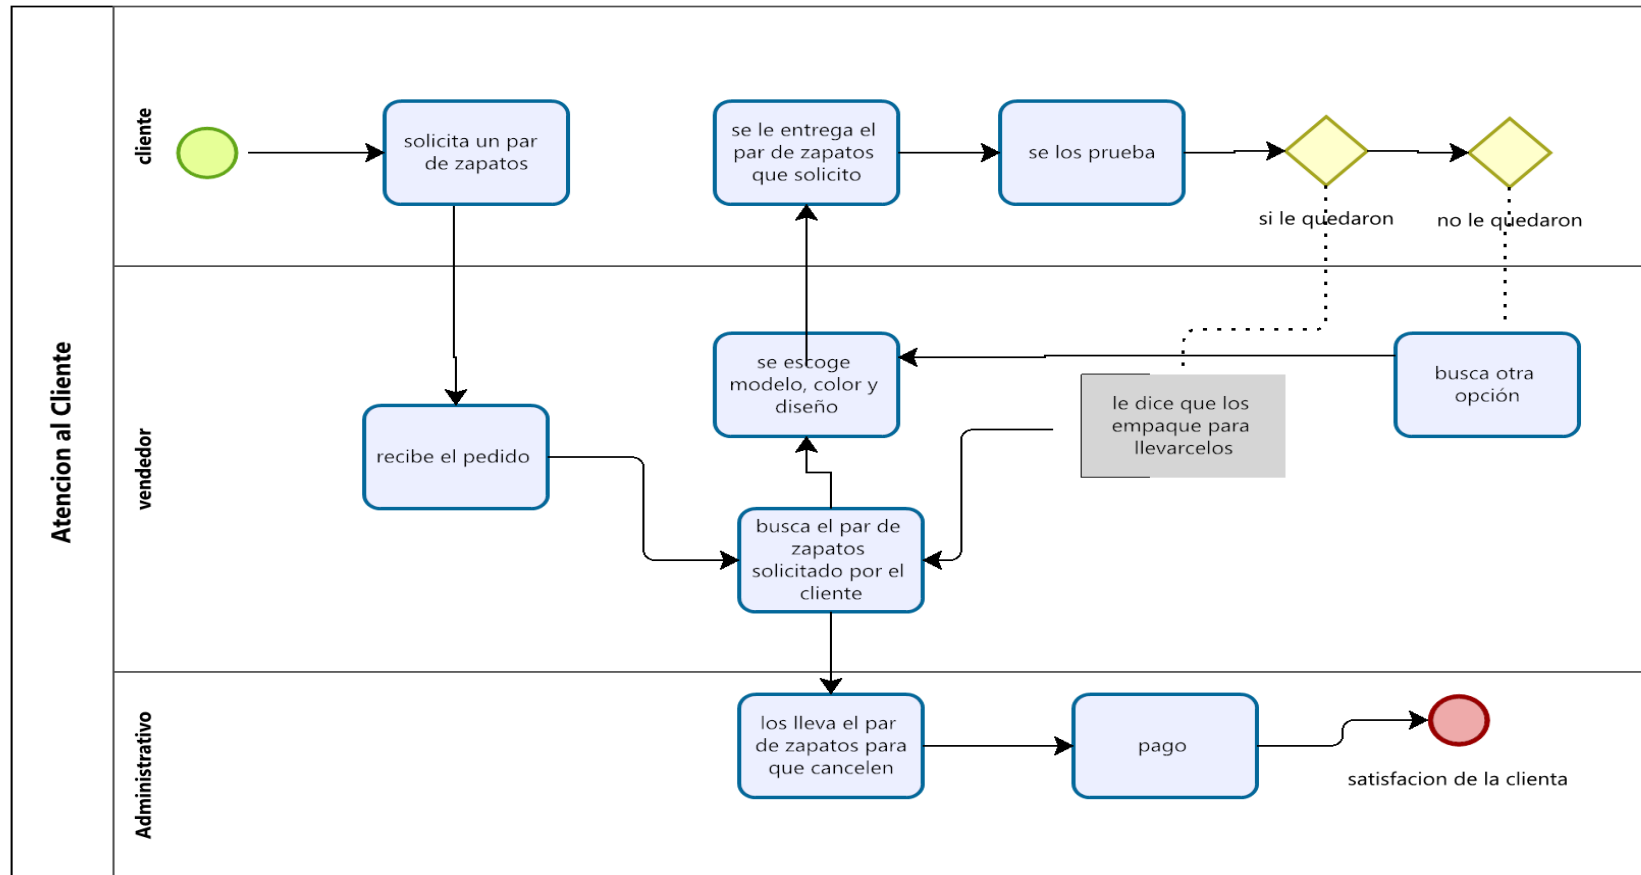 Atencion al Cliente
cliente
solicita un par
de zapatos
se le entrega el
par de zapatos
que solicito
se los prueba
si le quedaron
no le quedaron
vendedor
recibe el pedido
se escoge
modelo, color y
diseño
busca el par de
zapatos
solicitado por el
cliente
le dice que los
empaque para
llevarcelos
busca otra
opción
Administrativo
los lleva el par
de zapatos para
que cancelen
pago
satisfacion de la clienta